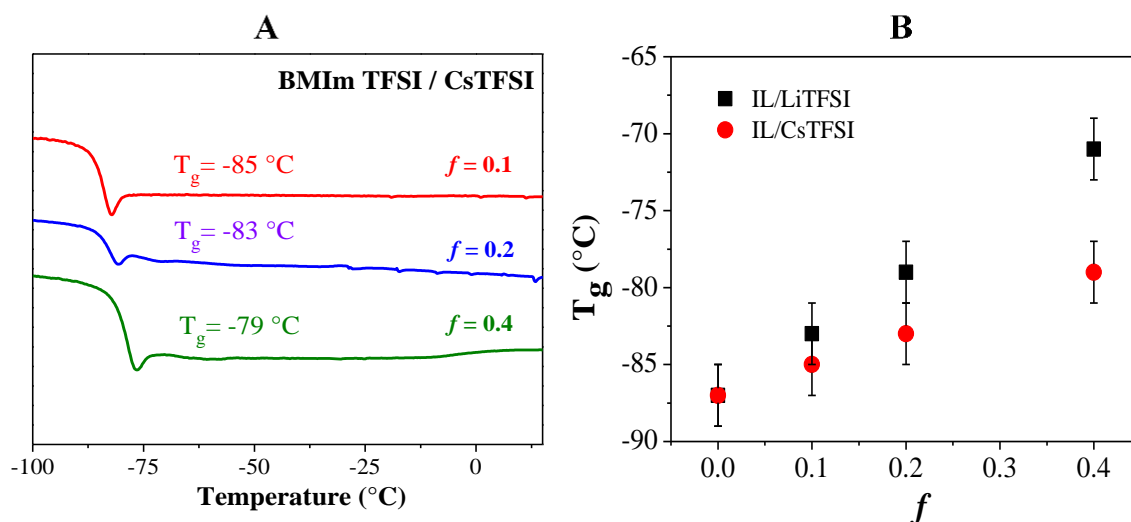 A
BMIm TFSI / CsTFSI
Tg= -85 °C
f = 0.1
Tg= -83 °C
f = 0.2
Tg= -79 °C
f = 0.4
-100 -75 -50 -25 0
Temperature (°C)
B
-65
-70
-75
-80
-85
-90
Tg (°C)
IL/LiTFSI
IL/CsTFSI
0.0 0.1 0.2 0.3 0.4
f